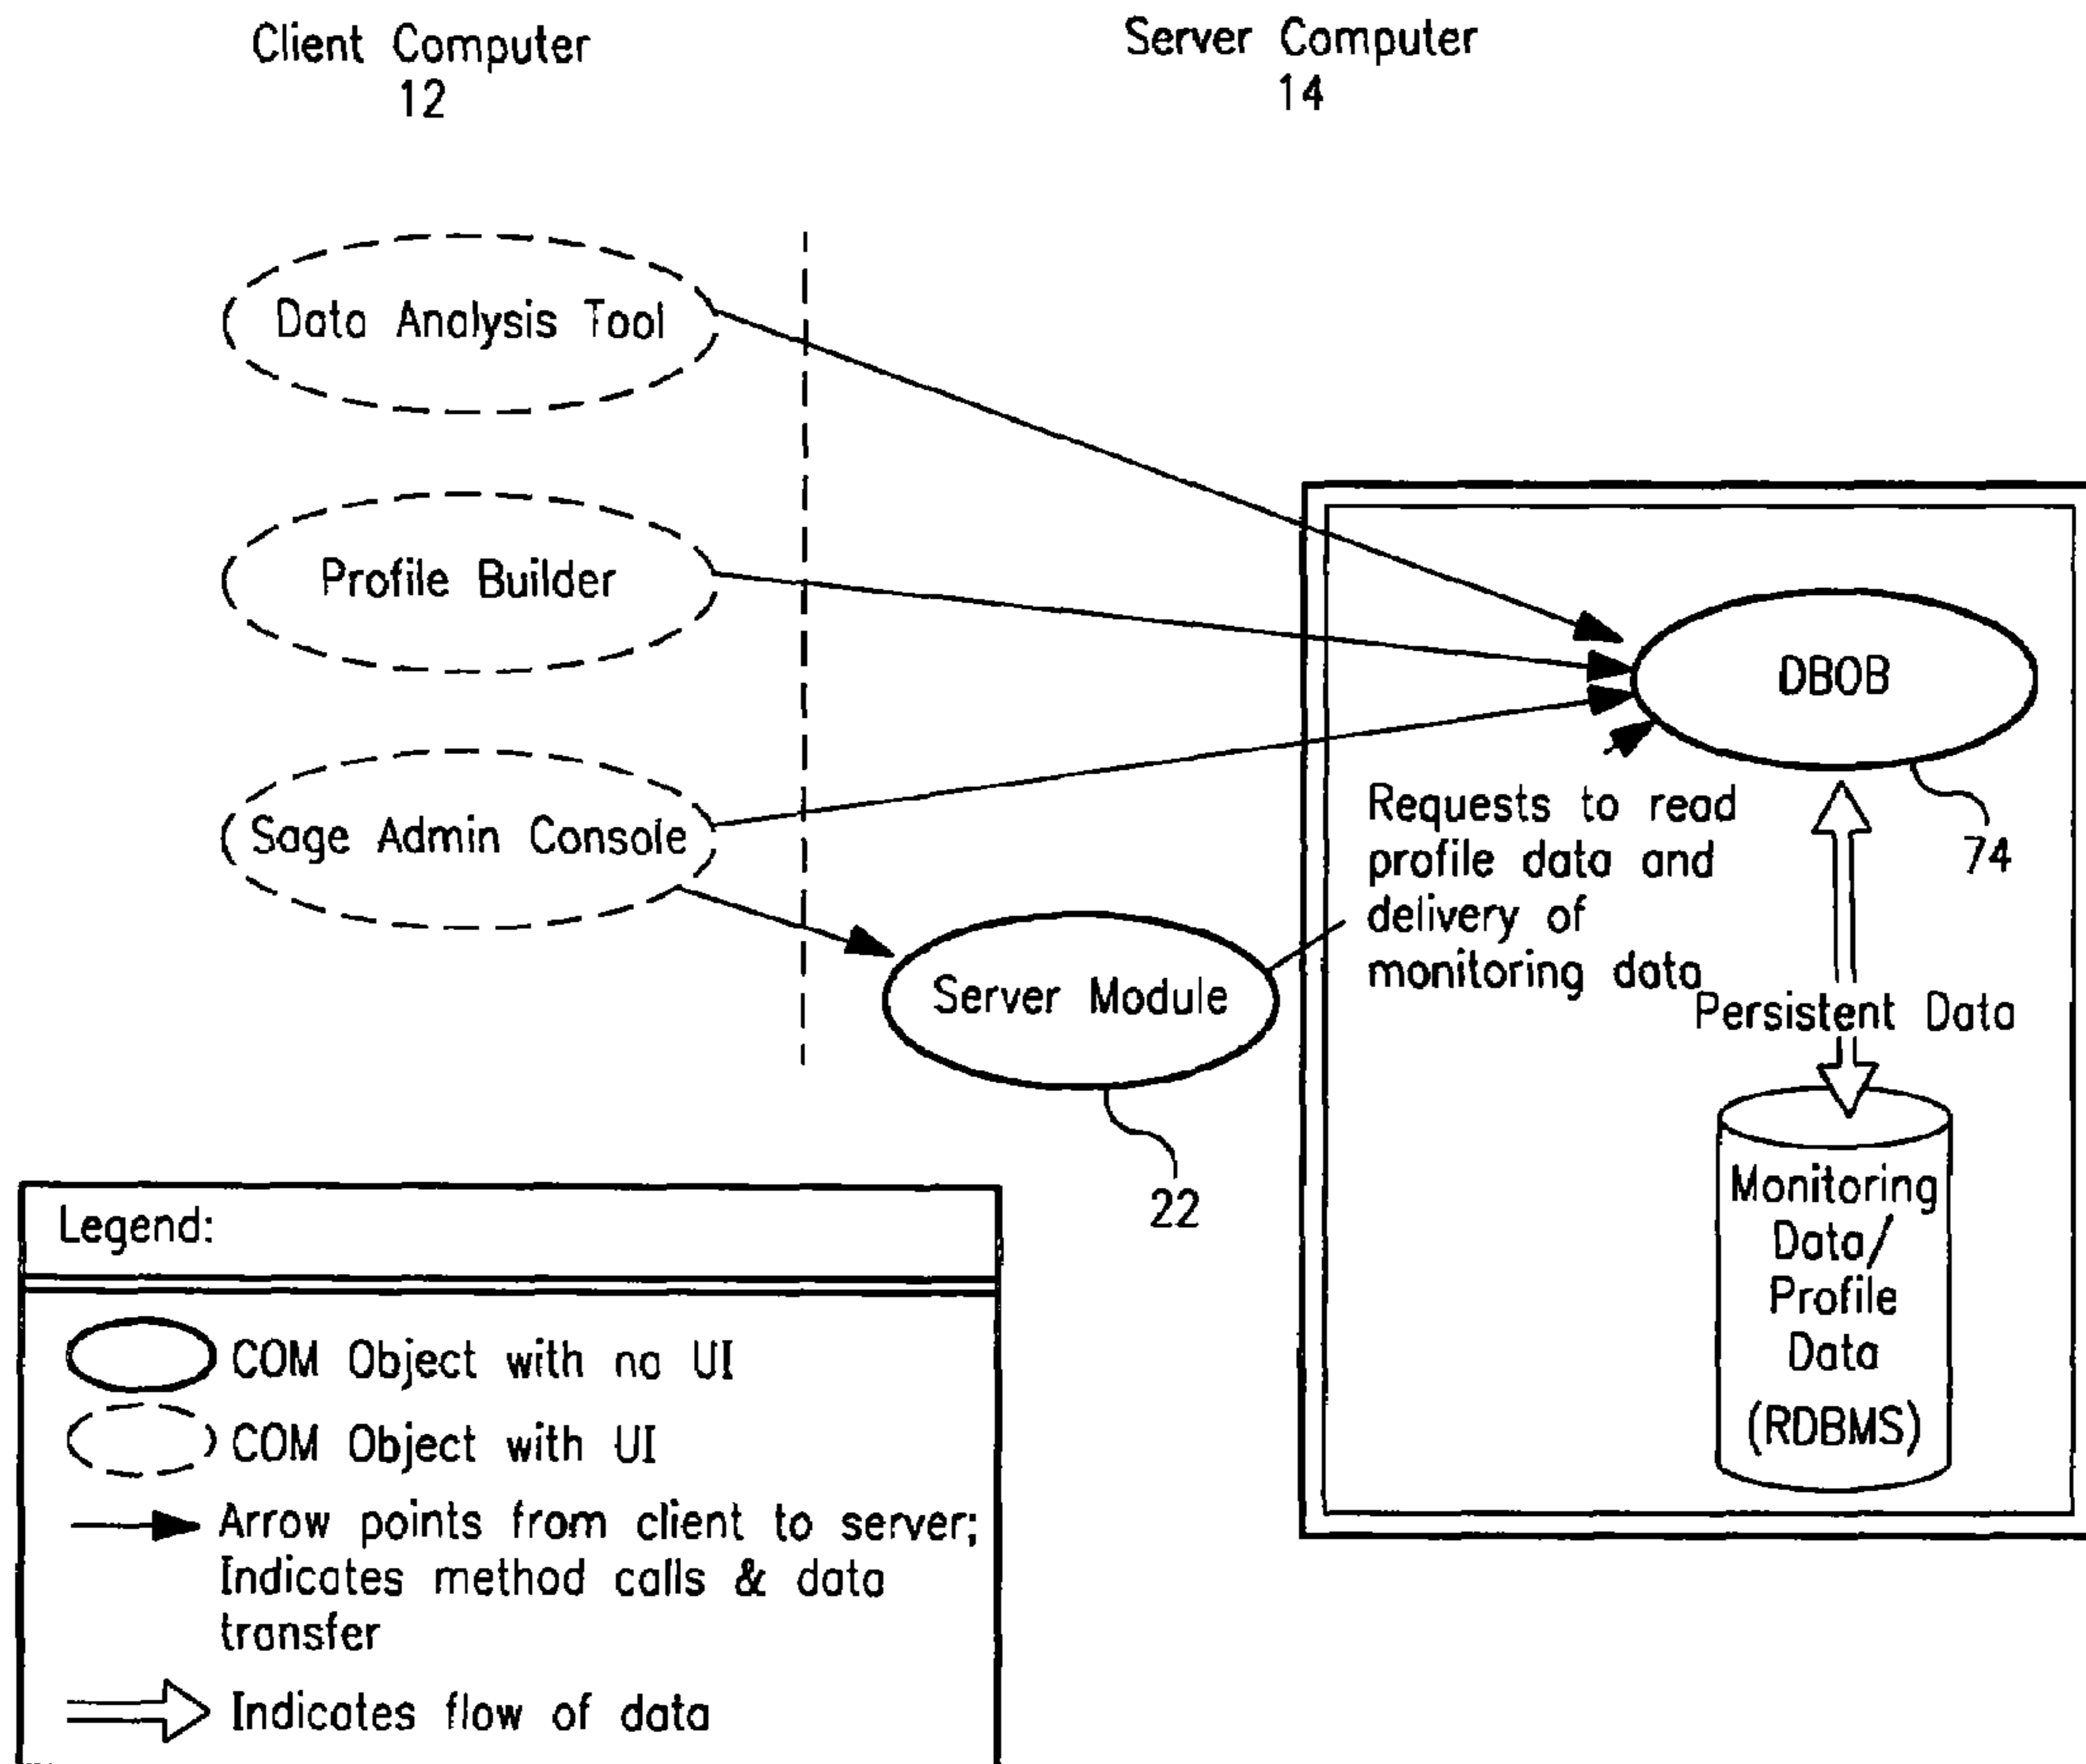 Client Computer
12
Server Computer
14
Data Analysis Tool
Profile Builder
Sage Admin Console
Server Module
22
DBOB
74
Requests to read
profile data and
delivery of
monitoring data
Persistent Data
Monitoring
Data/
Profile
Data
(RDBMS)
Legend:
COM Object with no UI
COM Object with UI
Arrow points from client to server;
Indicates method calls & data
transfer
Indicates flow of data